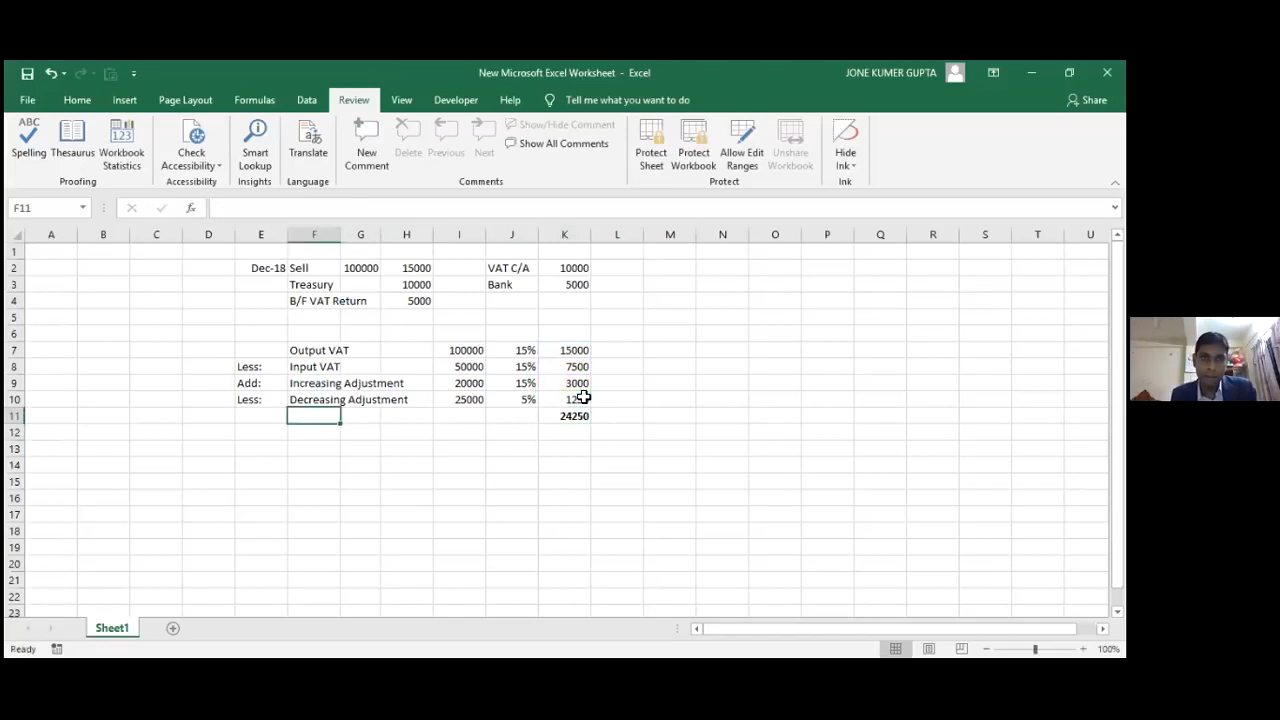 New Microsoft Excel Worksheet - Excel
JONE KUMER GUPTA
File Home Insert Page Layout Formulas Data Review View Developer Help Tell me what you want to do Share
ABC
Spelling
Thesaurus
123
Workbook Statistics
Check Accessibility
Smart Lookup
Translate
New Comment
Delete
Previous
Next
Show/Hide Comment
Show All Comments
Protect Sheet
Protect Workbook
Allow Edit Ranges
Unshare Workbook
Hide Ink
Proofing Accessibility Insights Language Comments Protect Ink
F11 fx
A B C D E F G H I J K L M N O P Q R S T U
1
2 Dec-18 Sell 100000 15000 VAT C/A 10000
3 Treasury 10000 Bank 5000
4 B/F VAT Return 5000
5
6
7 Output VAT 100000 15% 15000
8 Less: Input VAT 50000 15% 7500
9 Add: Increasing Adjustment 20000 15% 3000
10 Less: Decreasing Adjustment 25000 5%
11 24250
12
13
14
15
16
17
18
19
20
21
22
23
Sheet1
Ready 100%